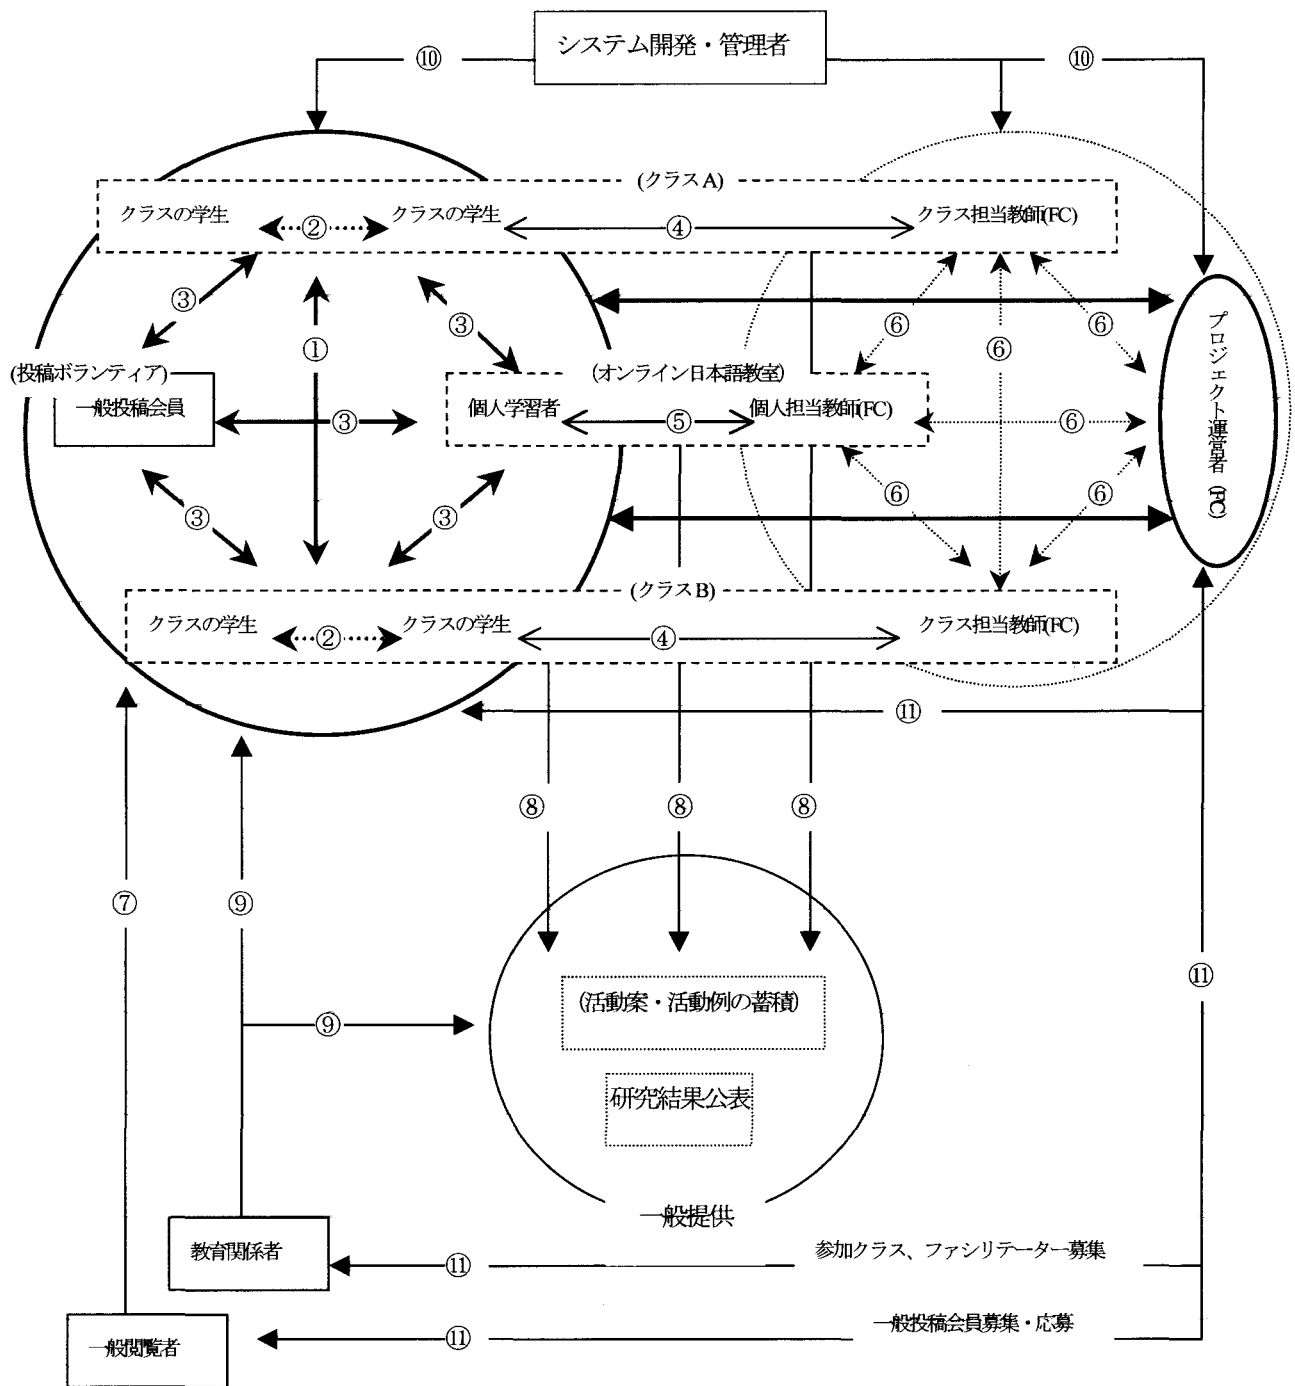 システム開発・管理者
⑩
⑩
(クラスA)
クラスの学生
②
クラスの学生
④
クラス担当教師(FC)
③
③
①
⑥
⑥
⑥
プロジェクト運営者 (FC)
(投稿ボランティア)
一般投稿会員
③
(オンライン日本語教室)
個人学習者
⑤
個人担当教師(FC)
⑥
③
③
⑥
⑥
(クラスB)
クラスの学生
②
クラスの学生
④
クラス担当教師(FC)
⑪
⑧
⑧
⑧
⑦
⑨
⑪
(活動案・活動例の蓄積)
⑨
研究結果公表
一般提供
教育関係者
⑪
参加クラス、ファシリテーター募集
一般閲覧者
⑪
一般投稿会員募集・応募